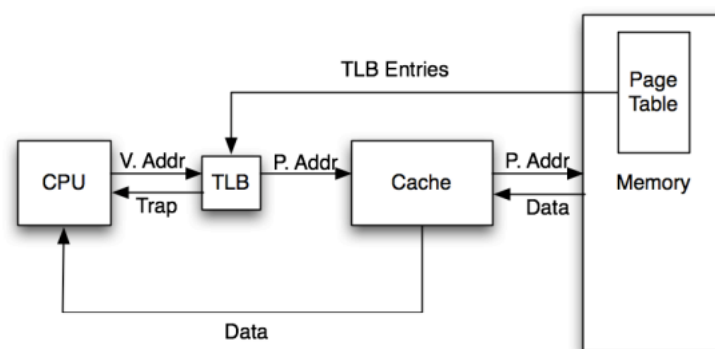 TLB Entries
Page
Table
V. Addr
P. Addr
P. Addr
CPU
TLB
Cache
Memory
Trap
Data
Data